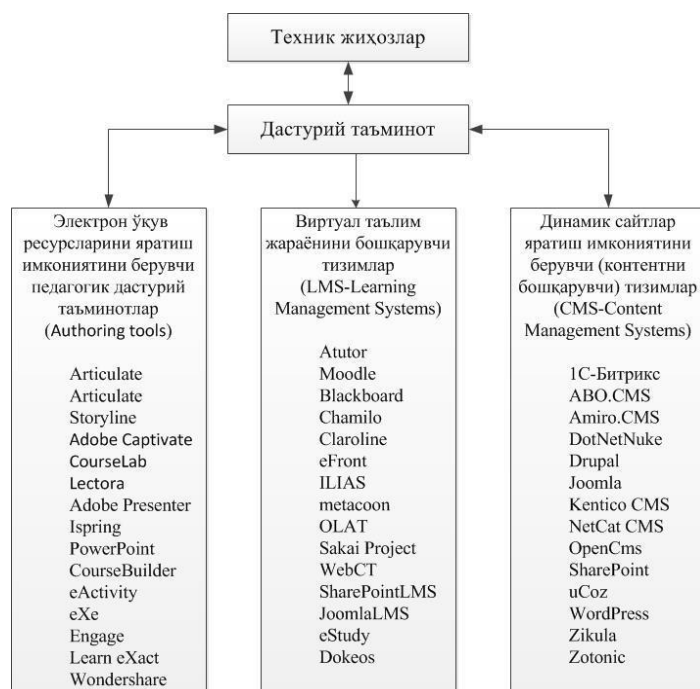 Техник жиҳозлар
Дастурий таъминот
Электрон ўқув
ресурсларини яратиш
имкониятини берувчи
педагогик дастурий
таъминотлар
(Authoring tools)
Articulate
Articulate
Storyline
Adobe Captivate
CourseLab
Lectora
Adobe Presenter
Ispring
PowerPoint
CourseBuilder
eActivity
eXe
Engage
Learn eXact
Wondershare
Виртуал таълим
жараёнини бошқарувчи
тизимлар
(LMS-Learning
Management Systems)
Atutor
Moodle
Blackboard
Chamilo
Claroline
eFront
ILIAS
metacoon
OLAT
Sakai Project
WebCT
SharePointLMS
JoomlaLMS
eStudy
Dokeos
Динамик сайтлар
яратиш имкониятини
берувчи (контентни
бошқарувчи) тизимлар
(CMS-Content
Management Systems)
1С-Битрикс
ABO.CMS
Amiro.CMS
DotNetNuke
Drupal
Joomla
Kentico CMS
NetCat CMS
OpenCms
SharePoint
uCoz
WordPress
Zikula
Zotonic